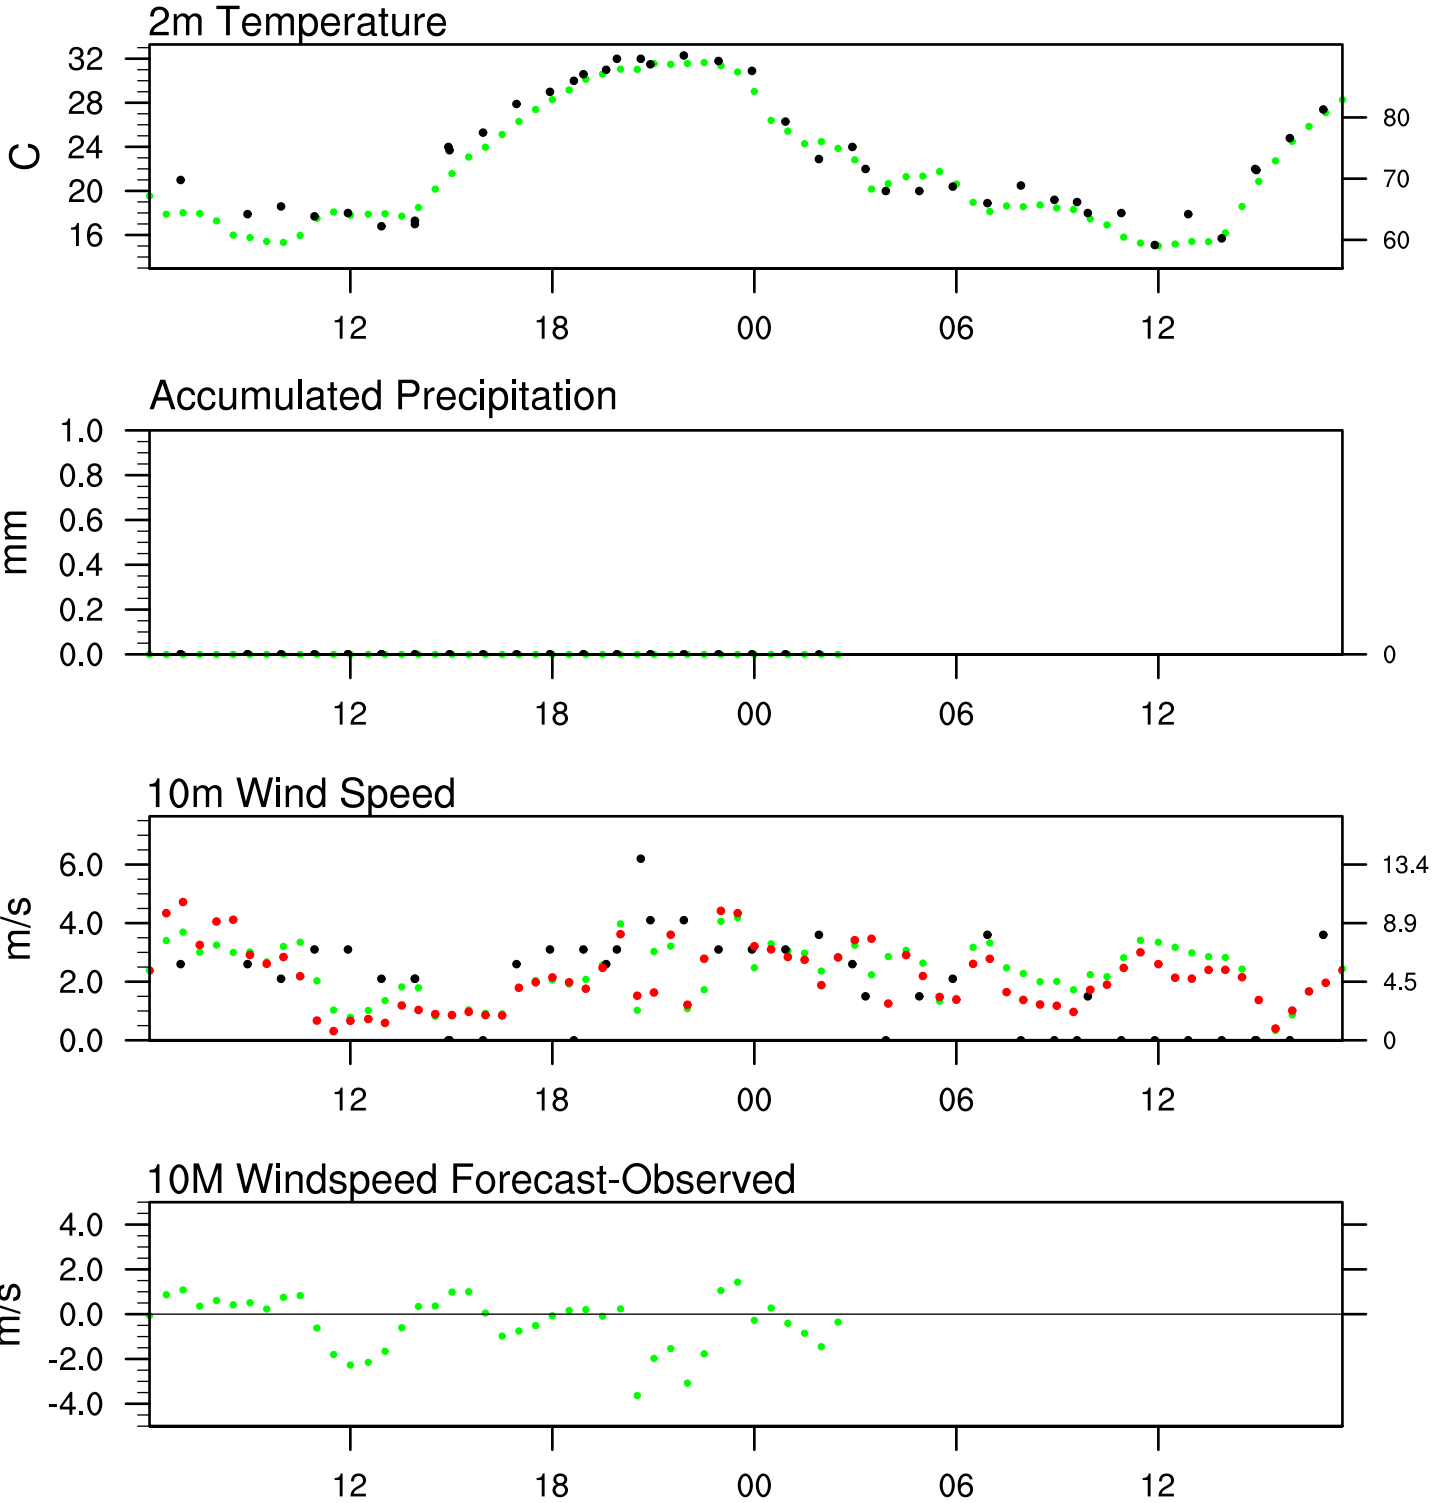 2m Temperature
32
28
24
20
16
C
80
70
60
12 18 00 06 12
Accumulated Precipitation
1.0
0.8
0.6
0.4
0.2
0.0
mm
0
12 18 00 06 12
10m Wind Speed
6.0
4.0
2.0
0.0
m/s
13.4
8.9
4.5
0
12 18 00 06 12
10M Windspeed Forecast-Observed
4.0
2.0
0.0
-2.0
-4.0
m/s
12 18 00 06 12